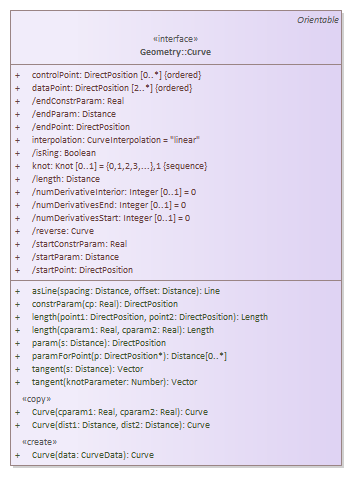 Orientable
«interface»
Geometry::Curve
+ controlPoint: DirectPosition [0..*] {ordered}
+ dataPoint: DirectPosition [2..*] {ordered}
+ /endConstrParam: Real
+ /endParam: Distance
+ /endPoint: DirectPosition
+ interpolation: CurveInterpolation = "linear"
+ /isRing: Boolean
+ knot: Knot [0..1] = {0,1,2,3,...},1 {sequence}
+ /length: Distance
+ /numDerivativeInterior: Integer [0..1] = 0
+ /numDerivativesEnd: Integer [0..1] = 0
+ /numDerivativesStart: Integer [0..1] = 0
+ /reverse: Curve
+ /startConstrParam: Real
+ /startParam: Distance
+ /startPoint: DirectPosition
+ asLine(spacing: Distance, offset: Distance): Line
+ constrParam(cp: Real): DirectPosition
+ length(point1: DirectPosition, point2: DirectPosition): Length
+ length(cparam1: Real, cparam2: Real): Length
+ param(s: Distance): DirectPosition
+ paramForPoint(p: DirectPosition*): Distance[0..*]
+ tangent(s: Distance): Vector
+ tangent(knotParameter: Number): Vector
«copy»
+ Curve(cparam1: Real, cparam2: Real): Curve
+ Curve(dist1: Distance, dist2: Distance): Curve
«create»
+ Curve(data: CurveData): Curve